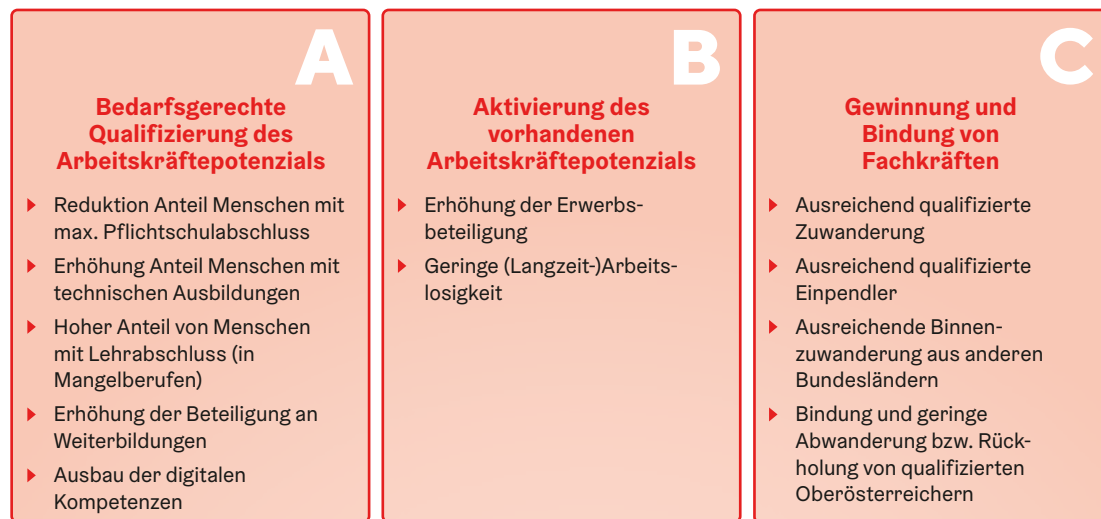 A
Bedarfsgerechte
Qualifizierung des
Arbeitskräftepotenzials
Reduktion Anteil Menschen mit
max. Pflichtschulabschluss
Erhöhung Anteil Menschen mit
technischen Ausbildungen
Hoher Anteil von Menschen
mit Lehrabschluss (in
Mangelberufen)
Erhöhung der Beteiligung an
Weiterbildungen
Ausbau der digitalen
Kompetenzen
B
Aktivierung des
vorhandenen
Arbeitskräftepotenzials
Erhöhung der Erwerbs-
beteiligung
Geringe (Langzeit-)Arbeits-
losigkeit
C
Gewinnung und
Bindung von
Fachkräften
Ausreichend qualifizierte
Zuwanderung
Ausreichend qualifizierte
Einpendler
Ausreichende Binnen-
zuwanderung aus anderen
Bundesländern
Bindung und geringe
Abwanderung bzw. Rück-
holung von qualifizierten
Oberösterreichern